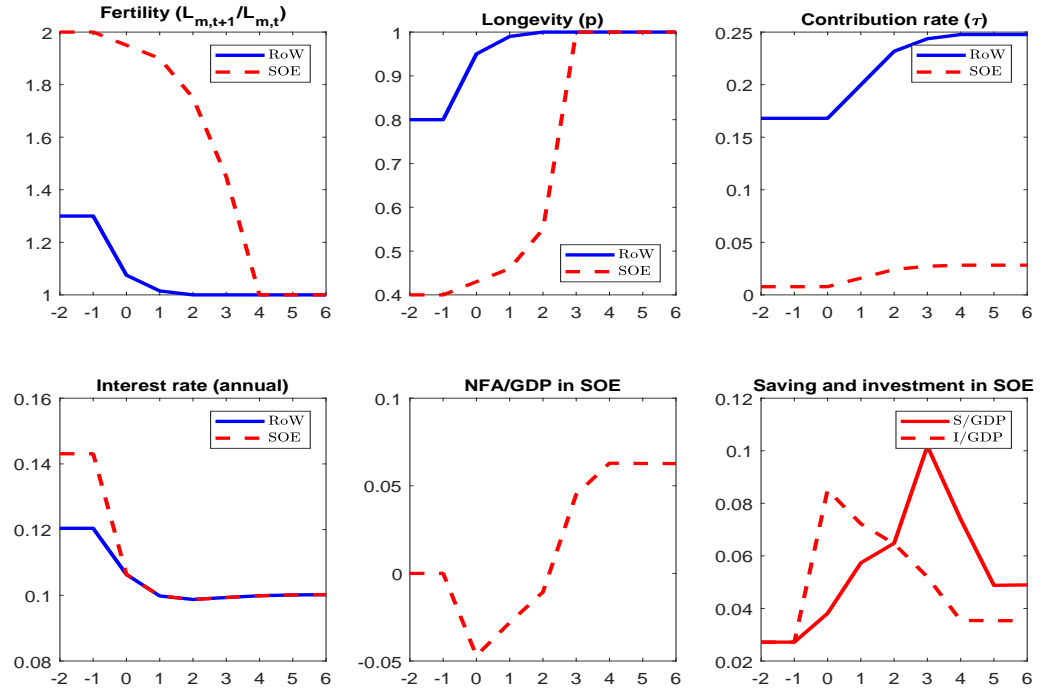 Fertility (L_{m,t+1}/L_{m,t})
2
1.8
1.6
1.4
1.2
1
RoW
SOE
-2 -1 0 1 2 3 4 5 6
Longevity (p)
1
0.9
0.8
0.7
0.6
0.5
0.4
RoW
SOE
-2 -1 0 1 2 3 4 5 6
Contribution rate (τ)
0.25
0.2
0.15
0.1
0.05
0
RoW
SOE
-2 -1 0 1 2 3 4 5 6
Interest rate (annual)
0.16
0.14
0.12
0.1
0.08
RoW
SOE
-2 -1 0 1 2 3 4 5 6
NFA/GDP in SOE
0.1
0.05
0
-0.05
-2 -1 0 1 2 3 4 5 6
Saving and investment in SOE
0.12
0.1
0.08
0.06
0.04
0.02
S/GDP
I/GDP
-2 -1 0 1 2 3 4 5 6